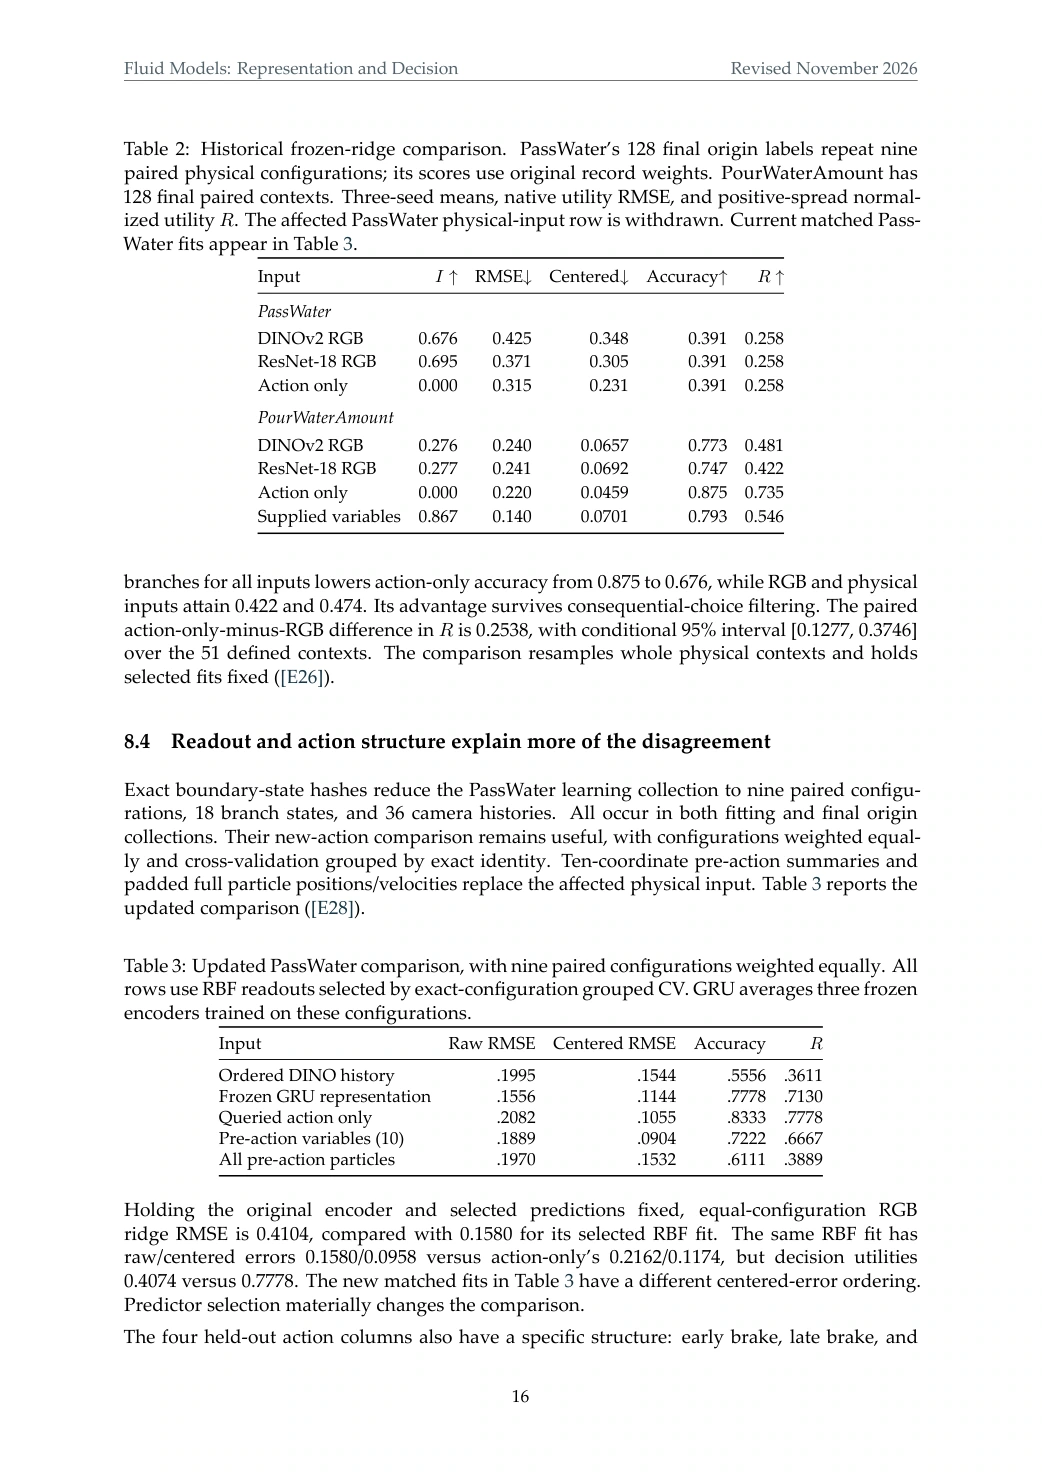 Fluid Models: Representation and Decision Revised November 2026
Table 2: Historical frozen-ridge comparison. PassWater's 128 final origin labels repeat nine
paired physical configurations; its scores use original record weights. PourWaterAmount has
128 final paired contexts. Three-seed means, native utility RMSE, and positive-spread normal-
ized utility R. The affected PassWater physical-input row is withdrawn. Current matched Pass-
Water fits appear in Table 3.
Input I ↑ RMSE↓ Centered↓ Accuracy↑ R ↑
PassWater
DINOv2 RGB 0.676 0.425 0.348 0.391 0.258
ResNet-18 RGB 0.695 0.371 0.305 0.391 0.258
Action only 0.000 0.315 0.231 0.391 0.258
PourWaterAmount
DINOv2 RGB 0.276 0.240 0.0657 0.773 0.481
ResNet-18 RGB 0.277 0.241 0.0692 0.747 0.422
Action only 0.000 0.220 0.0459 0.875 0.735
Supplied variables 0.867 0.140 0.0701 0.793 0.546
branches for all inputs lowers action-only accuracy from 0.875 to 0.676, while RGB and physical
inputs attain 0.422 and 0.474. Its advantage survives consequential-choice filtering. The paired
action-only-minus-RGB difference in R is 0.2538, with conditional 95% interval [0.1277, 0.3746]
over the 51 defined contexts. The comparison resamples whole physical contexts and holds
selected fits fixed ([E26]).
8.4 Readout and action structure explain more of the disagreement
Exact boundary-state hashes reduce the PassWater learning collection to nine paired configu-
rations, 18 branch states, and 36 camera histories. All occur in both fitting and final origin
collections. Their new-action comparison remains useful, with configurations weighted equal-
ly and cross-validation grouped by exact identity. Ten-coordinate pre-action summaries and
padded full particle positions/velocities replace the affected physical input. Table 3 reports the
updated comparison ([E28]).
Table 3: Updated PassWater comparison, with nine paired configurations weighted equally. All
rows use RBF readouts selected by exact-configuration grouped CV. GRU averages three frozen
encoders trained on these configurations.
Input Raw RMSE Centered RMSE Accuracy R
Ordered DINO history .1995 .1544 .5556 .3611
Frozen GRU representation .1556 .1144 .7778 .7130
Queried action only .2082 .1055 .8333 .7778
Pre-action variables (10) .1889 .0904 .7222 .6667
All pre-action particles .1970 .1532 .6111 .3889
Holding the original encoder and selected predictions fixed, equal-configuration RGB
ridge RMSE is 0.4104, compared with 0.1580 for its selected RBF fit. The same RBF fit has
raw/centered errors 0.1580/0.0958 versus action-only's 0.2162/0.1174, but decision utilities
0.4074 versus 0.7778. The new matched fits in Table 3 have a different centered-error ordering.
Predictor selection materially changes the comparison.
The four held-out action columns also have a specific structure: early brake, late brake, and
16